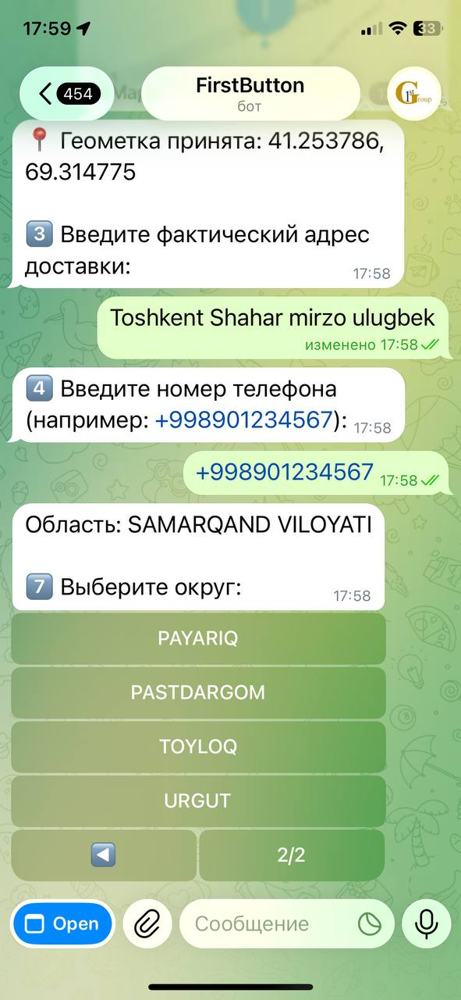 17:59
33
454
FirstButton
бот
1st Group
📍 Геометка принята: 41.253786,
69.314775
3 Введите фактический адрес
доставки:
17:58
Toshkent Shahar mirzo ulugbek
изменено 17:58
4 Введите номер телефона
(например: +998901234567):
17:58
+998901234567 17:58
Область: SAMARQAND VILOYATI
7 Выберите округ:
17:58
PAYARIQ
PASTDARGOM
TOYLOQ
URGUT
2/2
Open
Сообщение